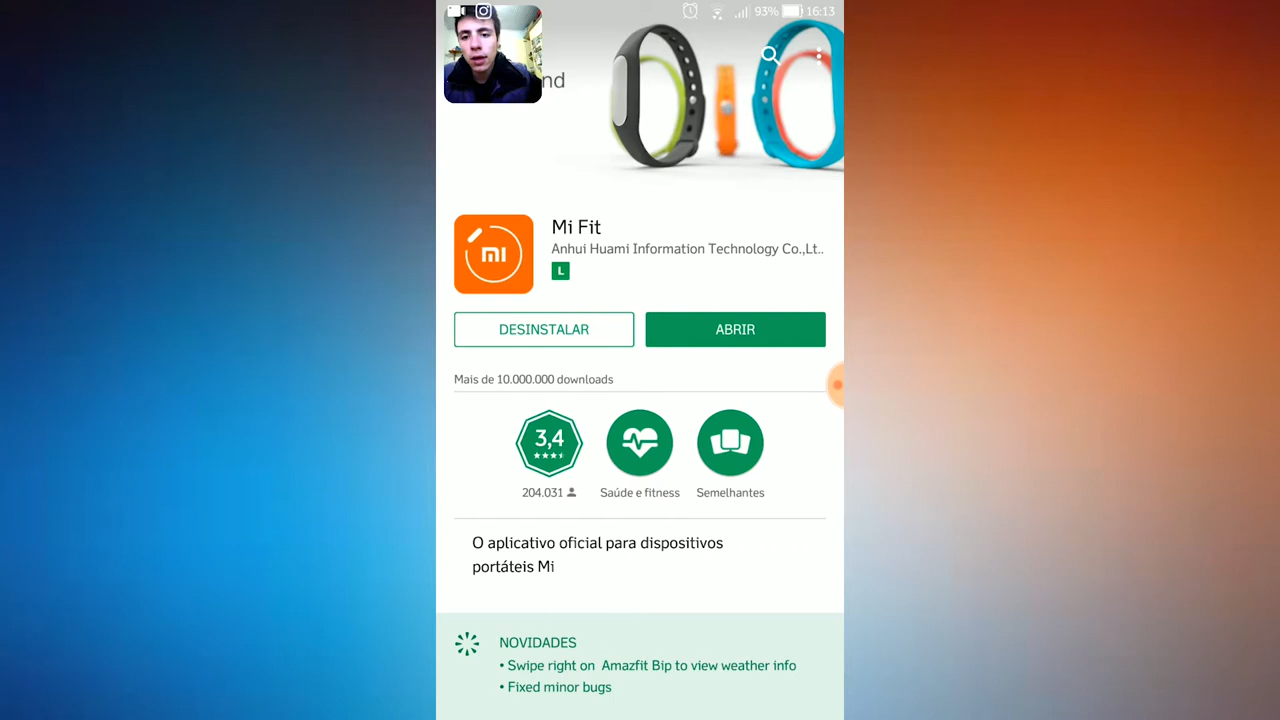 93% 16:13
nd
Mi Fit
Anhui Huami Information Technology Co.,Lt..
L
mi
DESINSTALAR
ABRIR
Mais de 10.000.000 downloads
3,4
204.031
Saúde e fitness
Semelhantes
O aplicativo oficial para dispositivos
portáteis Mi
NOVIDADES
• Swipe right on Amazfit Bip to view weather info
• Fixed minor bugs